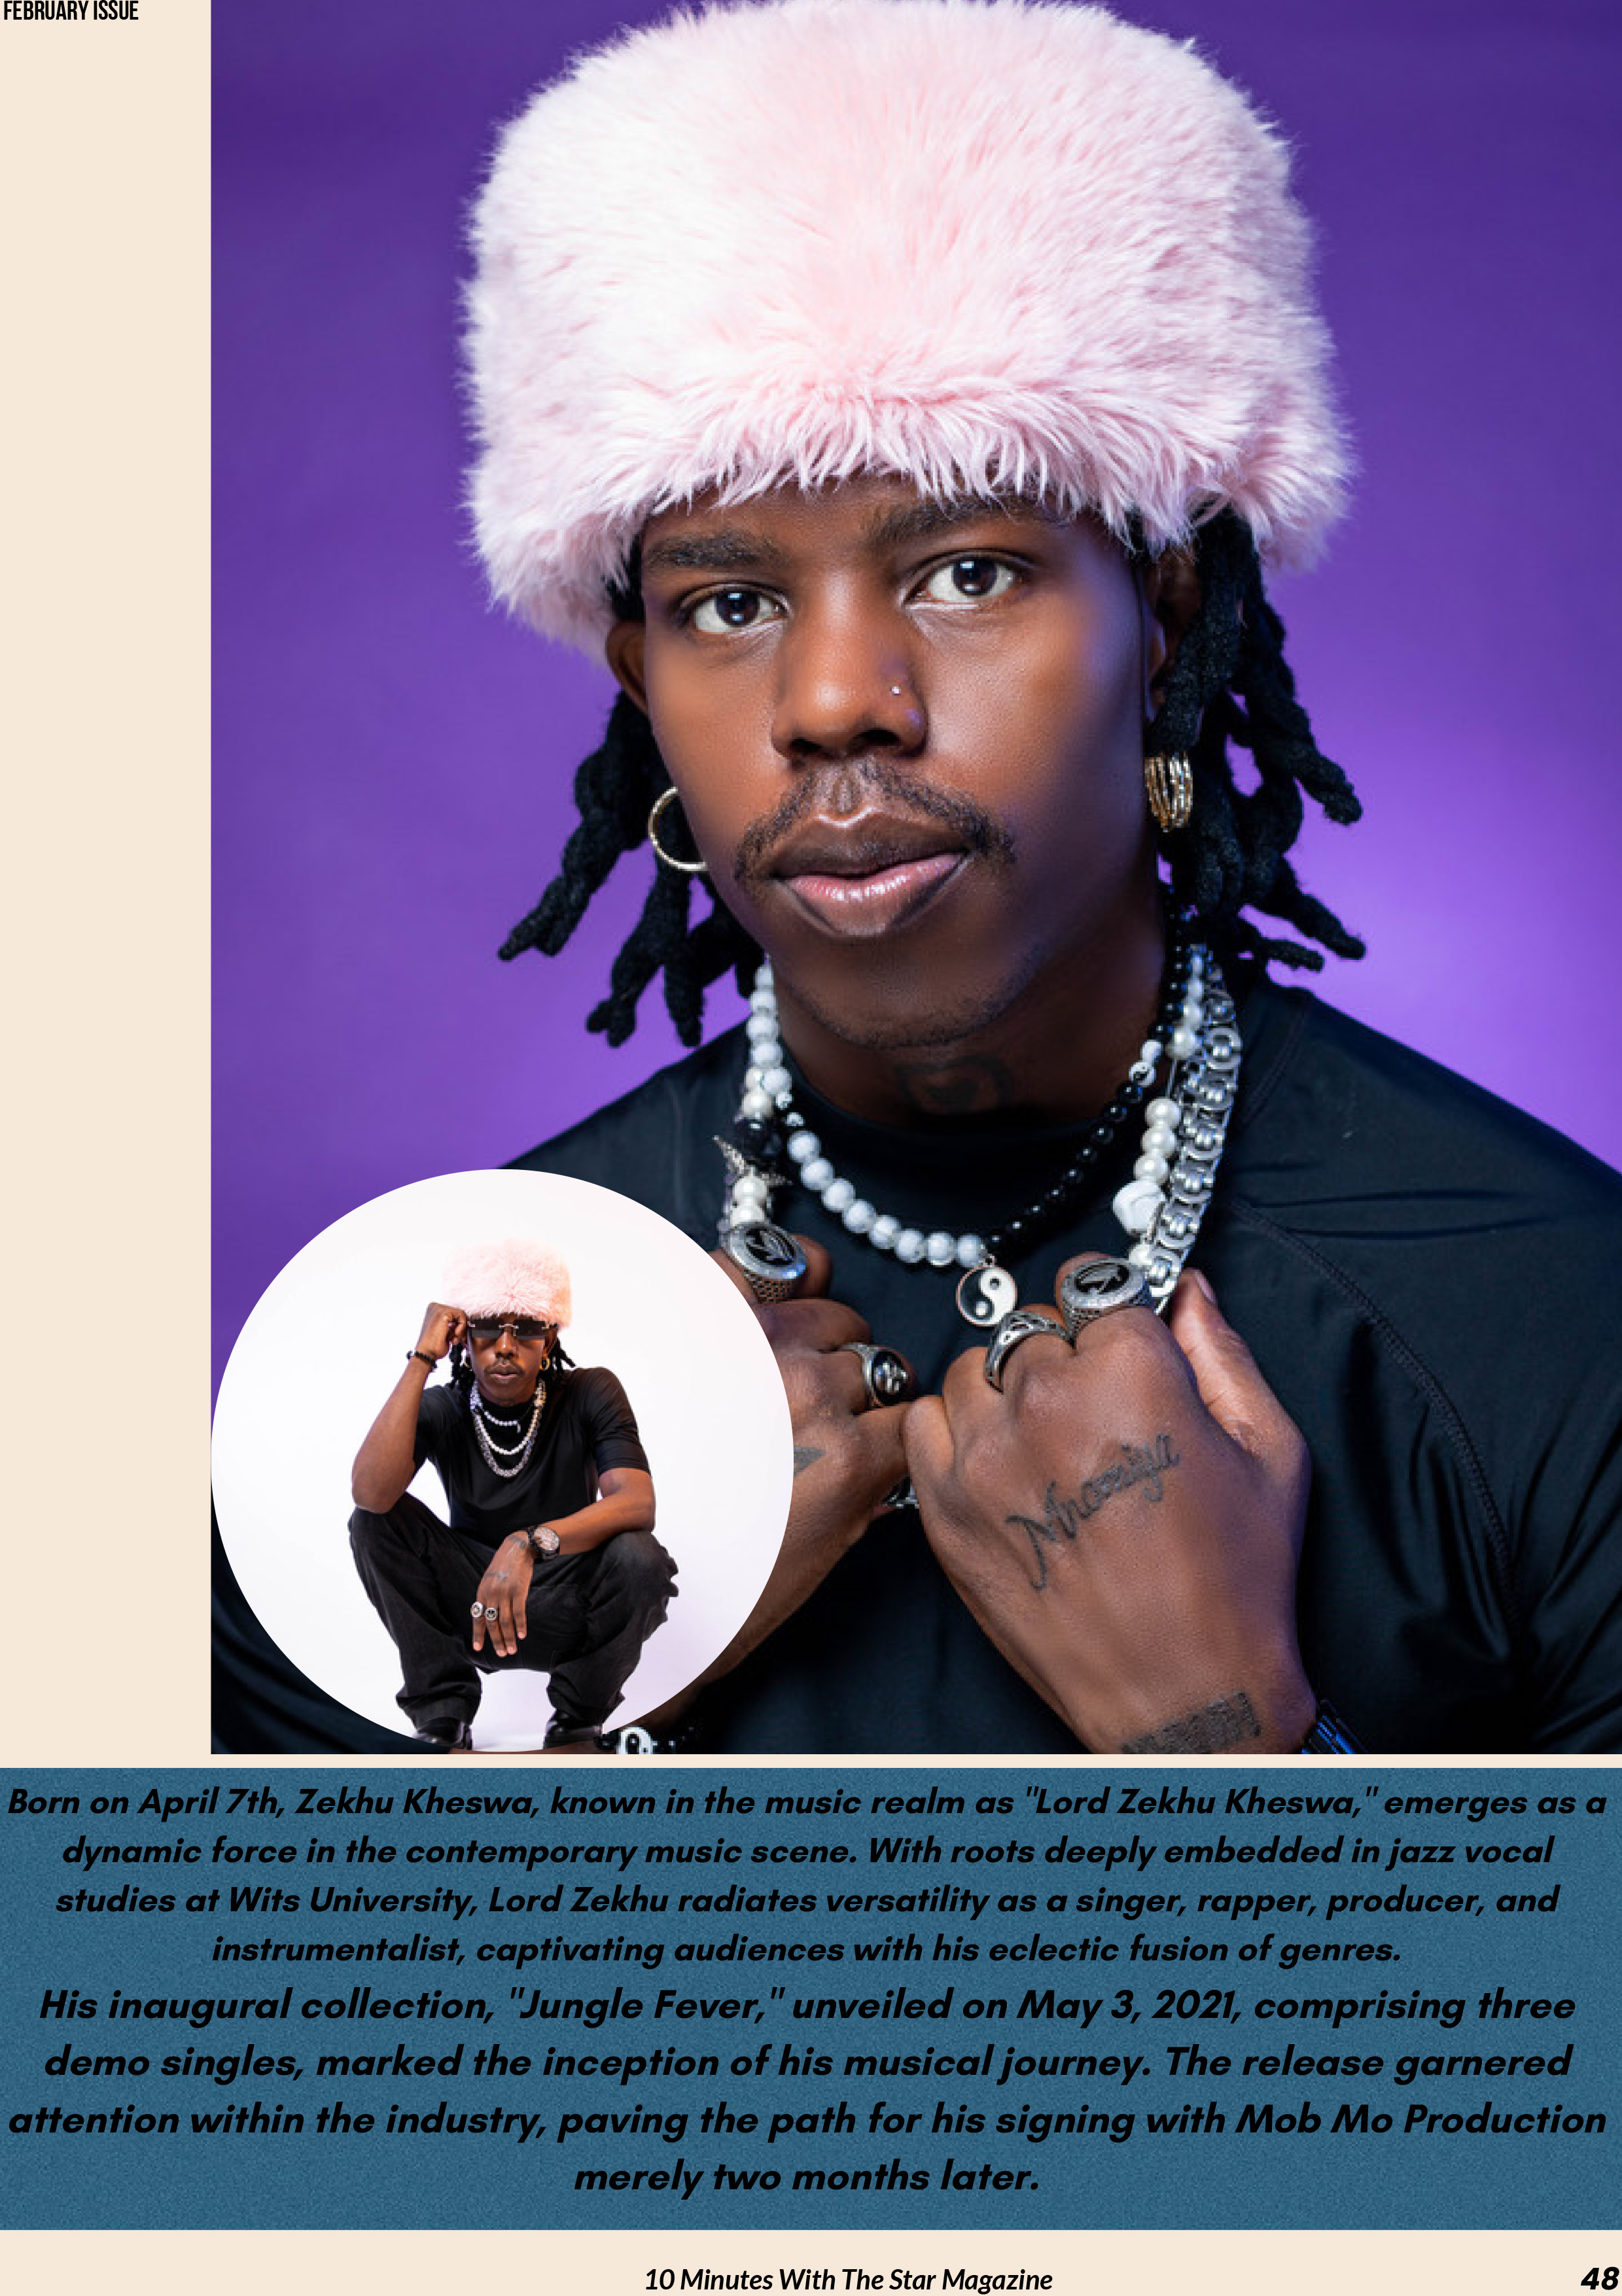 FEBRUARY ISSUE
Born on April 7th, Zekhu Kheswa, known in the music realm as "Lord Zekhu Kheswa," emerges as a
dynamic force in the contemporary music scene. With roots deeply embedded in jazz vocal
studies at Wits University, Lord Zekhu radiates versatility as a singer, rapper, producer, and
instrumentalist, captivating audiences with his eclectic fusion of genres.
His inaugural collection, "Jungle Fever," unveiled on May 3, 2021, comprising three
demo singles, marked the inception of his musical journey. The release garnered
attention within the industry, paving the path for his signing with Mob Mo Production
merely two months later.
10 Minutes With The Star Magazine
48